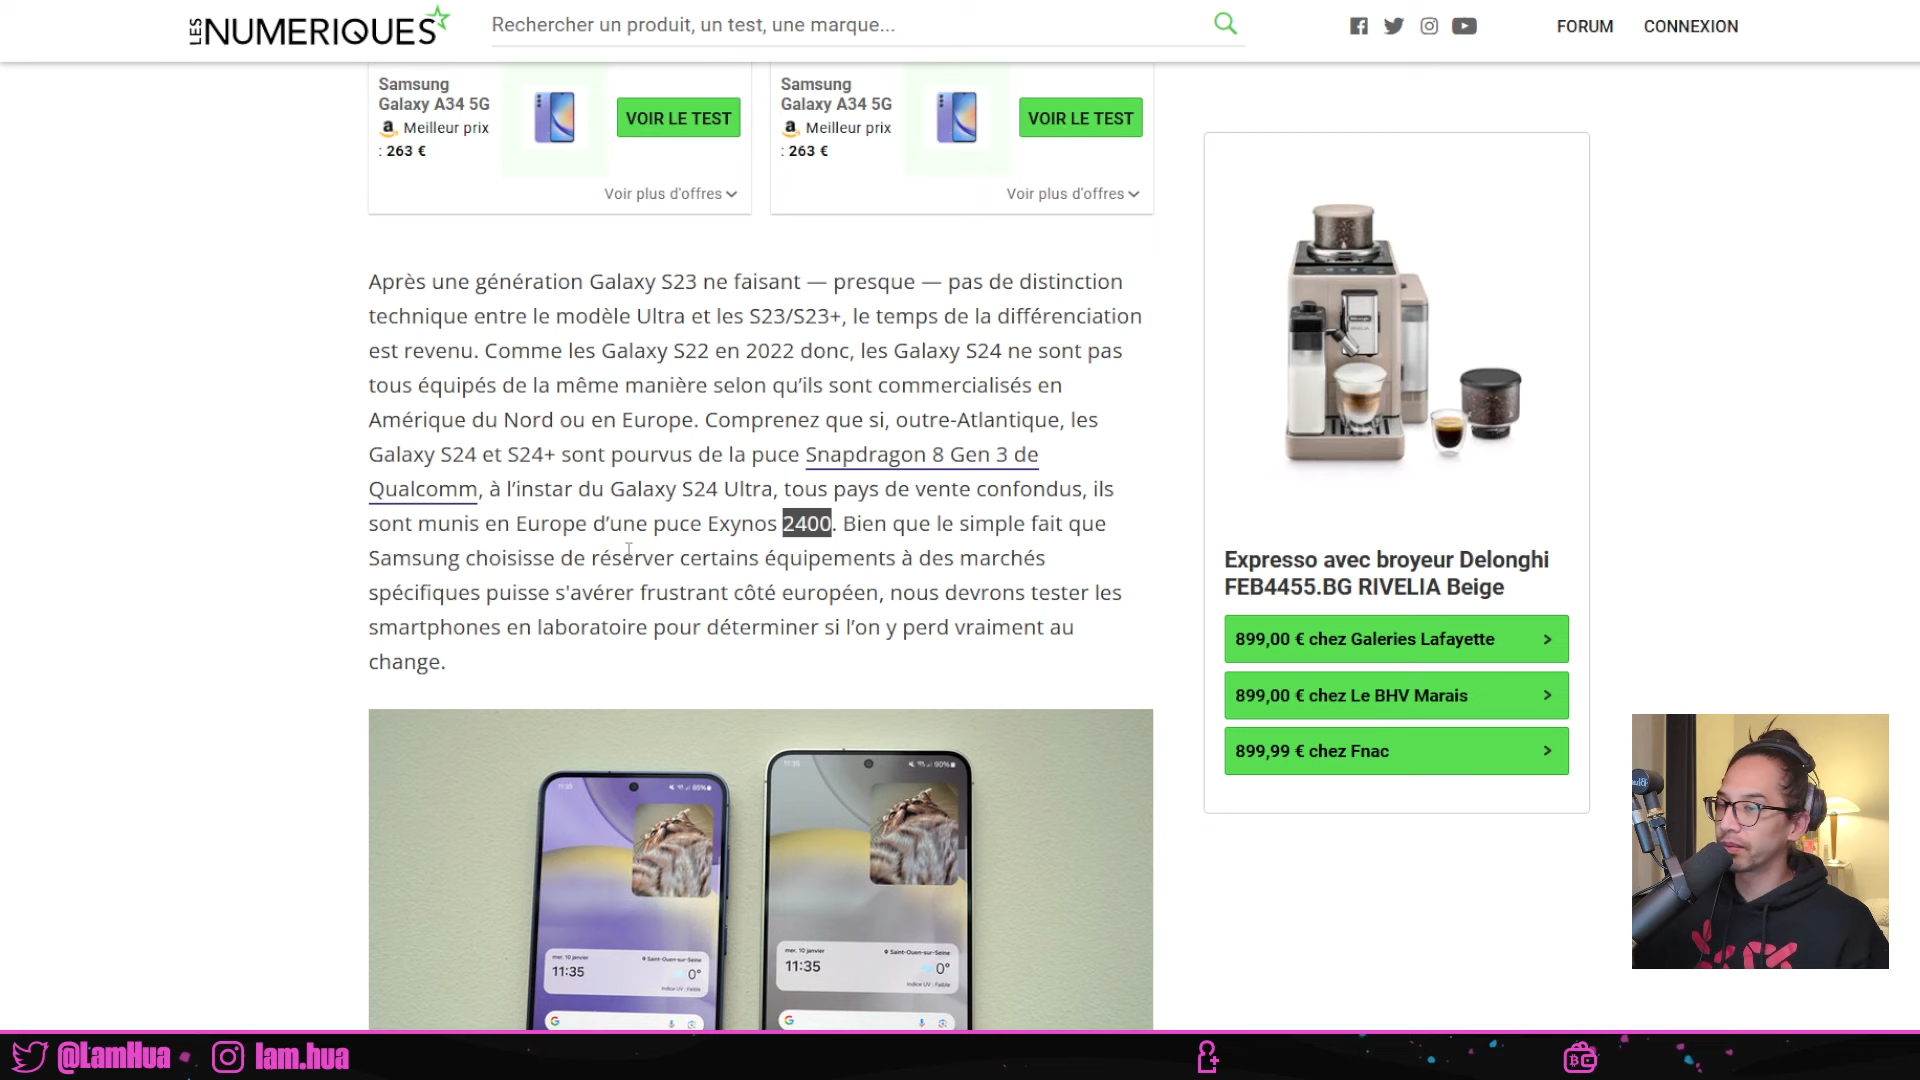 LES NUMERIQUES
Rechercher un produit, un test, une marque...
FORUM
CONNEXION
Samsung
Galaxy A34 5G
Meilleur prix
: 263 €
VOIR LE TEST
Voir plus d'offres
Samsung
Galaxy A34 5G
Meilleur prix
: 263 €
VOIR LE TEST
Voir plus d'offres
Après une génération Galaxy S23 ne faisant — presque — pas de distinction
technique entre le modèle Ultra et les S23/S23+, le temps de la différenciation
est revenu. Comme les Galaxy S22 en 2022 donc, les Galaxy S24 ne sont pas
tous équipés de la même manière selon qu’ils sont commercialisés en
Amérique du Nord ou en Europe. Comprenez que si, outre-Atlantique, les
Galaxy S24 et S24+ sont pourvus de la puce Snapdragon 8 Gen 3 de
Qualcomm, à l’instar du Galaxy S24 Ultra, tous pays de vente confondus, ils
sont munis en Europe d’une puce Exynos 2400. Bien que le simple fait que
Samsung choisisse de réserver certains équipements à des marchés
spécifiques puisse s'avérer frustrant côté européen, nous devrons tester les
smartphones en laboratoire pour déterminer si l’on y perd vraiment au
change.
Expresso avec broyeur Delonghi
FEB4455.BG RIVELIA Beige
899,00 € chez Galeries Lafayette >
899,00 € chez Le BHV Marais >
899,99 € chez Fnac >
11:35
86%
11:35
90%
mer. 10 janvier
Saint-Ouen-sur-Seine
11:35
0°
Indice UV : Faible
mer. 10 janvier
Saint-Ouen-sur-Seine
11:35
0°
Indice UV : Faible
@LamHua
lam.hua